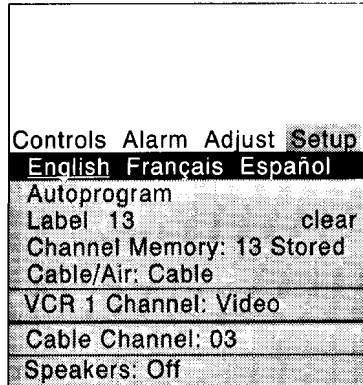 Controls Alarm Adjust Setup
English Français Español
Autoprogram
Label 13 clear
Channel Memory: 13 Stored
Cable/Air: Cable
VCR 1 Channel: Video
Cable Channel: 03
Speakers: Off